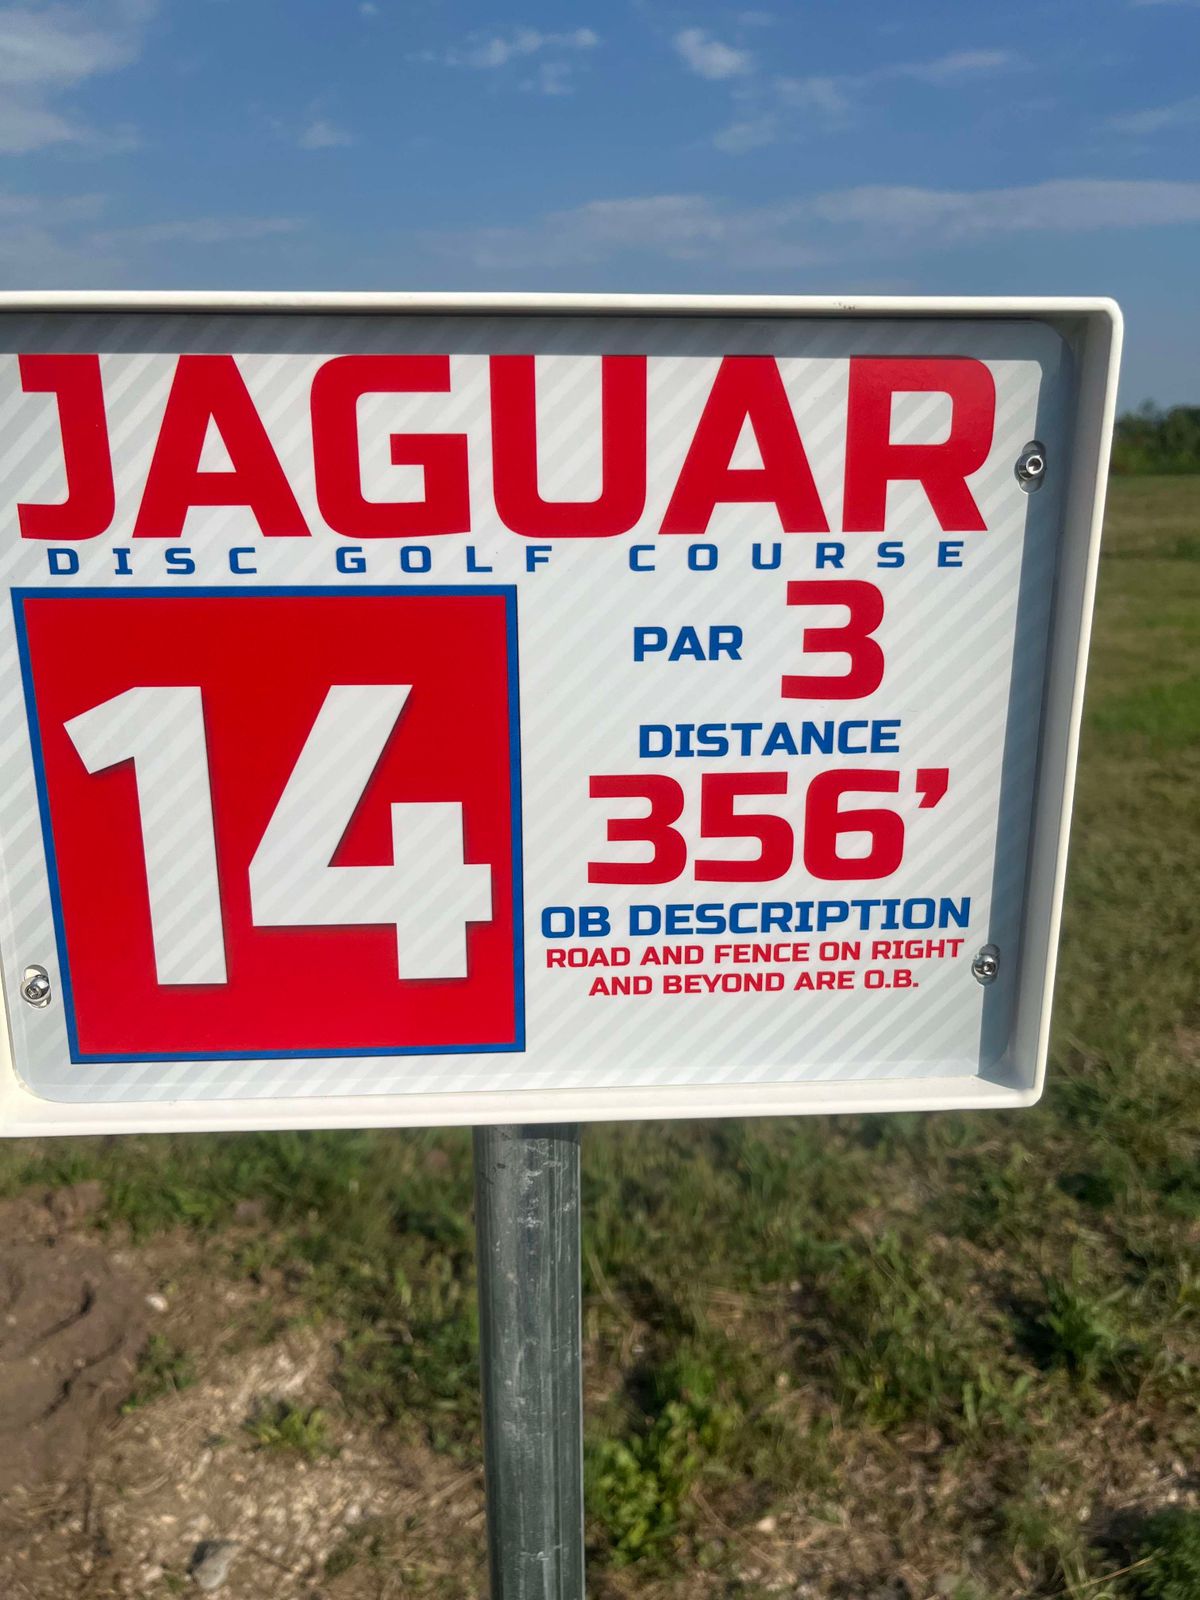 JAGUAR
DISC GOLF COURSE
14
PAR 3
DISTANCE
356’
OB DESCRIPTION
ROAD AND FENCE ON RIGHT
AND BEYOND ARE O.B.